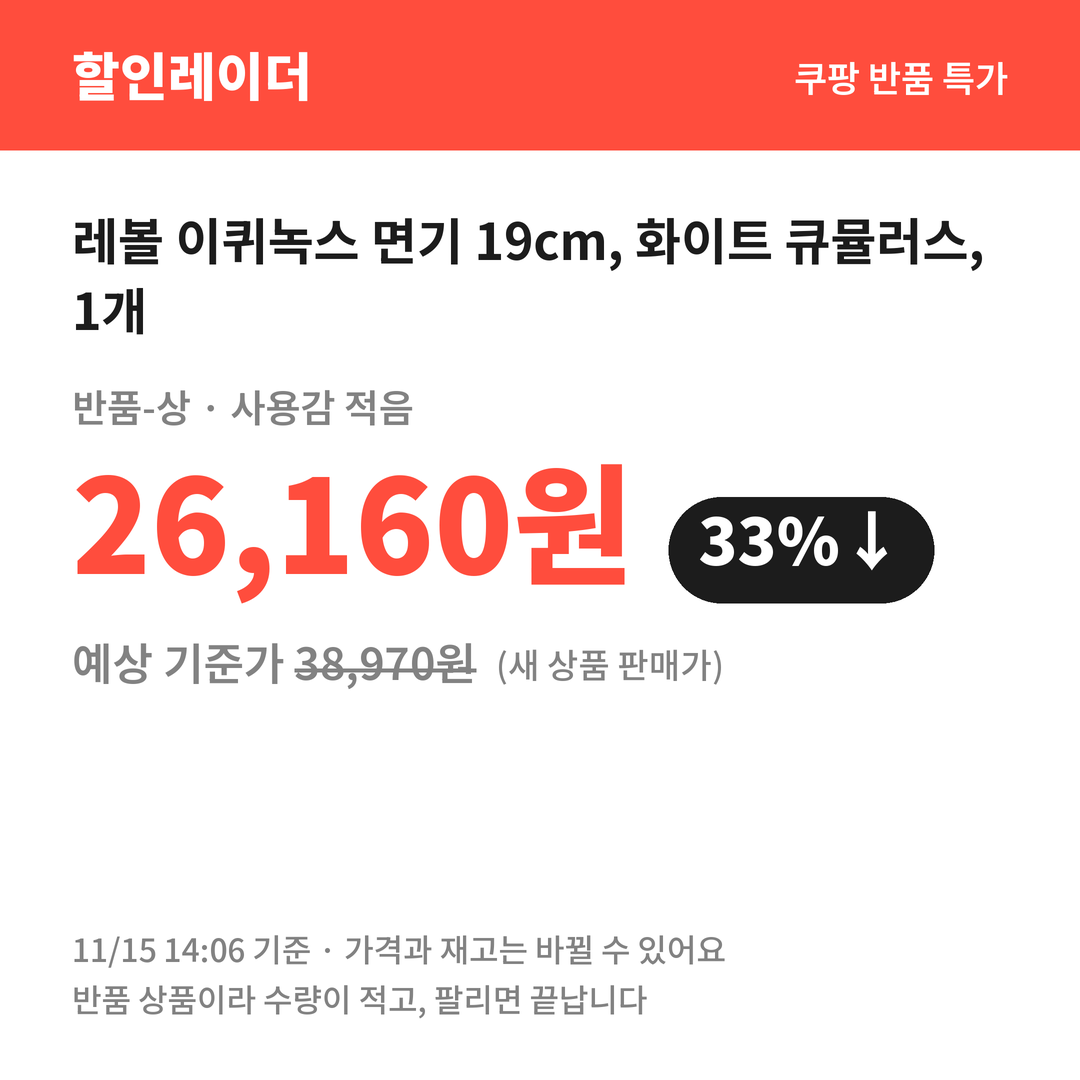 할인레이더
쿠팡 반품 특가
레볼 이퀴녹스 면기 19cm, 화이트 큐뮬러스,
1개
반품-상 · 사용감 적음
26,160원
33%↓
예상 기준가 38,970원 (새 상품 판매가)
11/15 14:06 기준 · 가격과 재고는 바뀔 수 있어요
반품 상품이라 수량이 적고, 팔리면 끝납니다